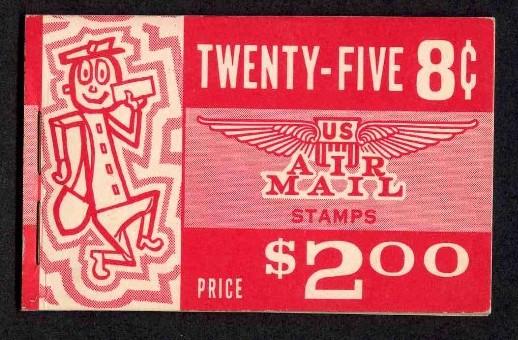 TWENTY-FIVE 8¢
US
AIR
MAIL
STAMPS
PRICE $2.00